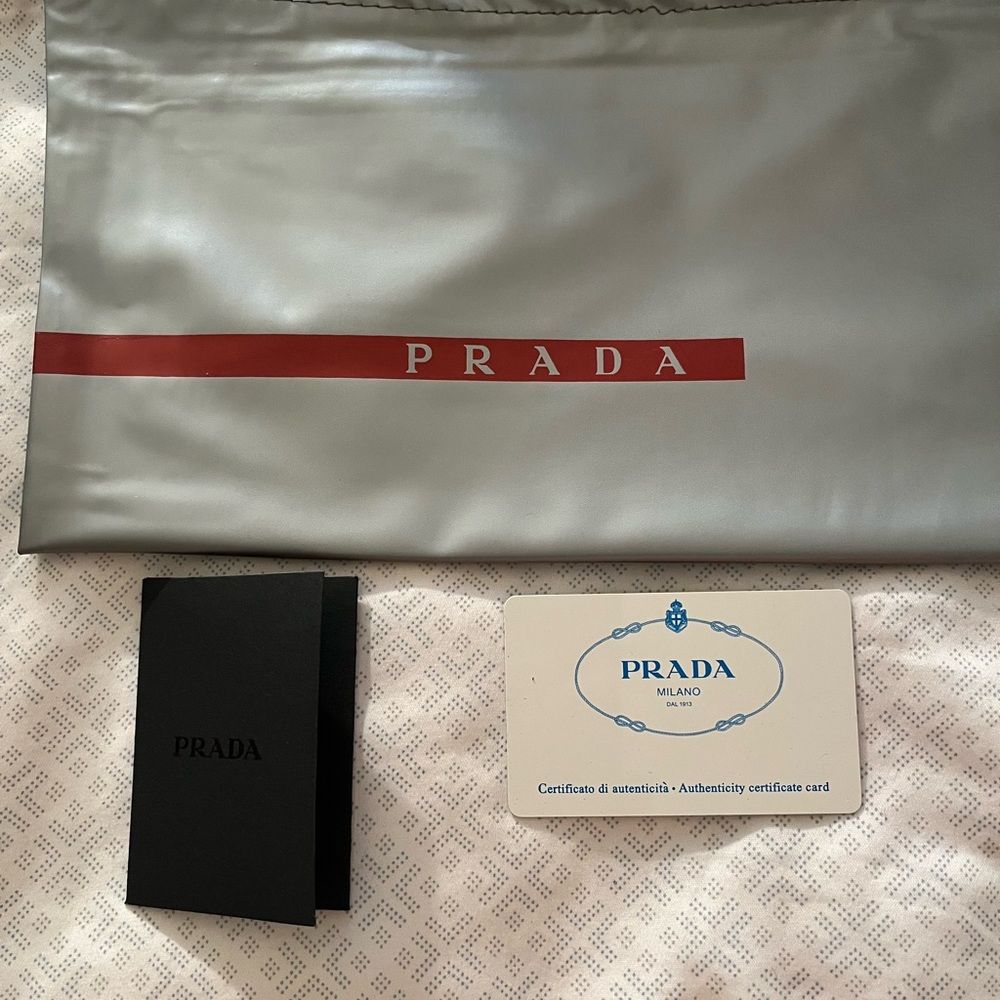 PRADA
PRADA
PRADA
MILANO
DAL 1913
Certificato di autenticità • Authenticity certificate card